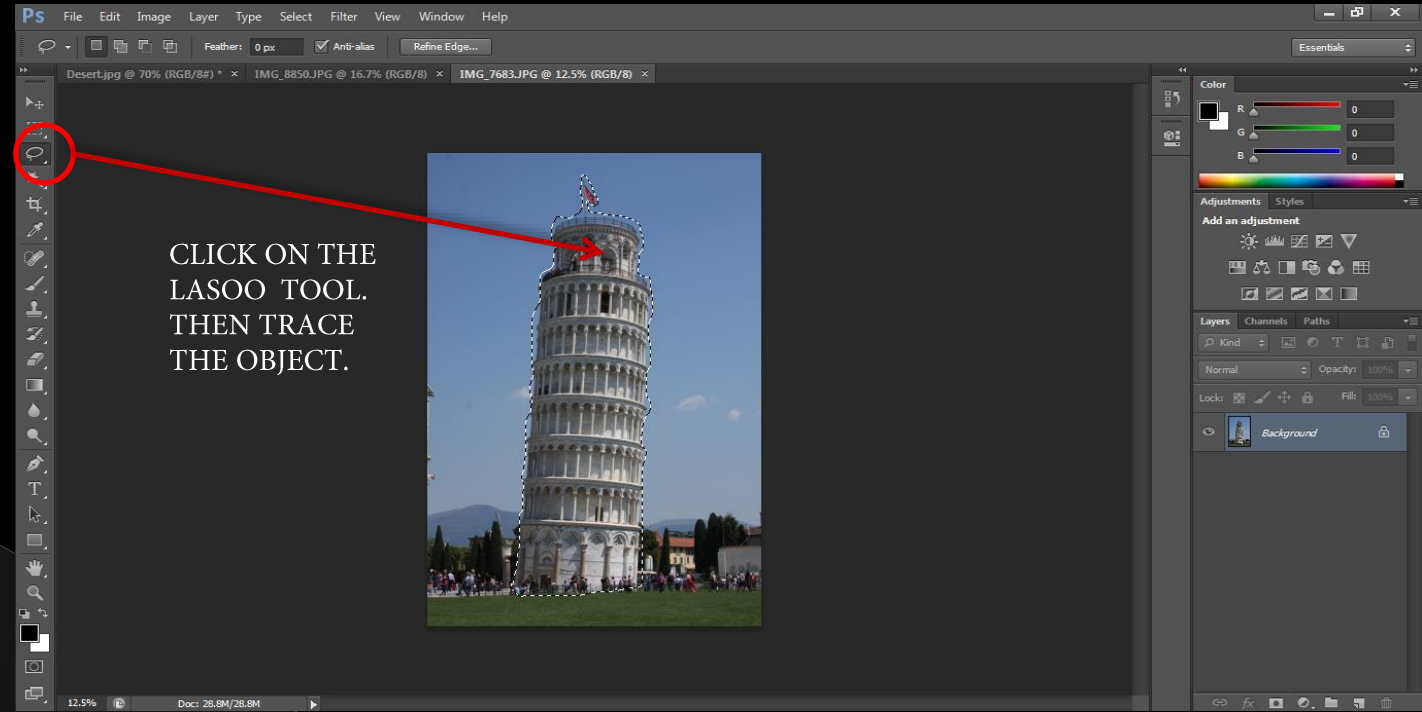 Ps File Edit Image Layer Type Select Filter View Window Help
Feather: 0 px Anti-alias Refine Edge... Essentials
Desert.jpg @ 70% (RGB/8#) * × IMG_8850.JPG @ 16.7% (RGB/8) × IMG_7683.JPG @ 12.5% (RGB/8) ×
Color
R 0
G 0
B 0
Adjustments Styles
Add an adjustment
CLICK ON THE
LASOO TOOL.
THEN TRACE
THE OBJECT.
Layers Channels Paths
Kind
Normal Opacity: 100%
Lock: Fill: 100%
Background
12.5% Doc: 28.8M/28.8M